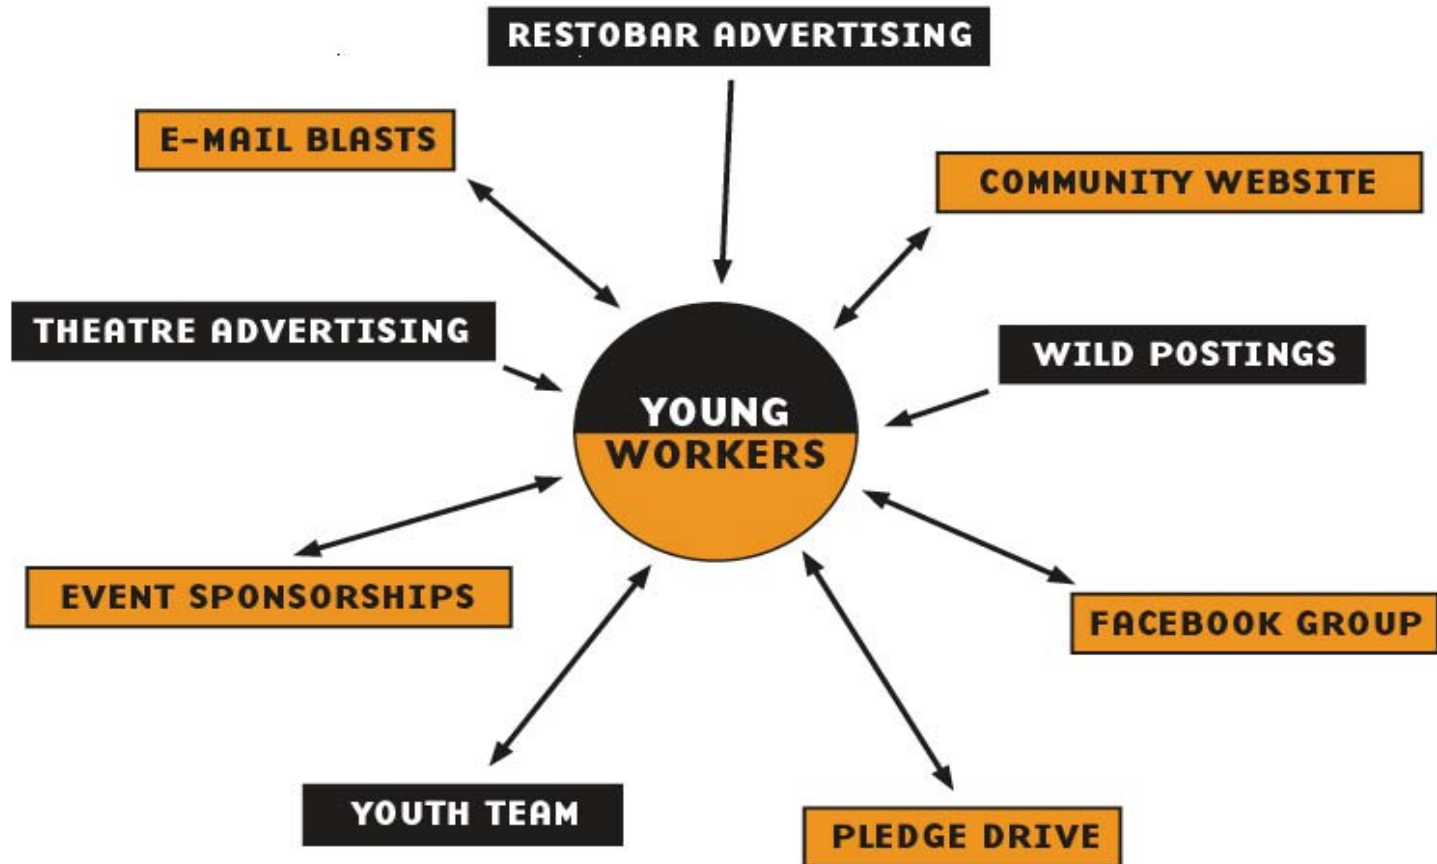 RESTOBAR ADVERTISING
E-MAIL BLASTS
COMMUNITY WEBSITE
THEATRE ADVERTISING
WILD POSTINGS
YOUNG
WORKERS
EVENT SPONSORSHIPS
FACEBOOK GROUP
YOUTH TEAM
PLEDGE DRIVE